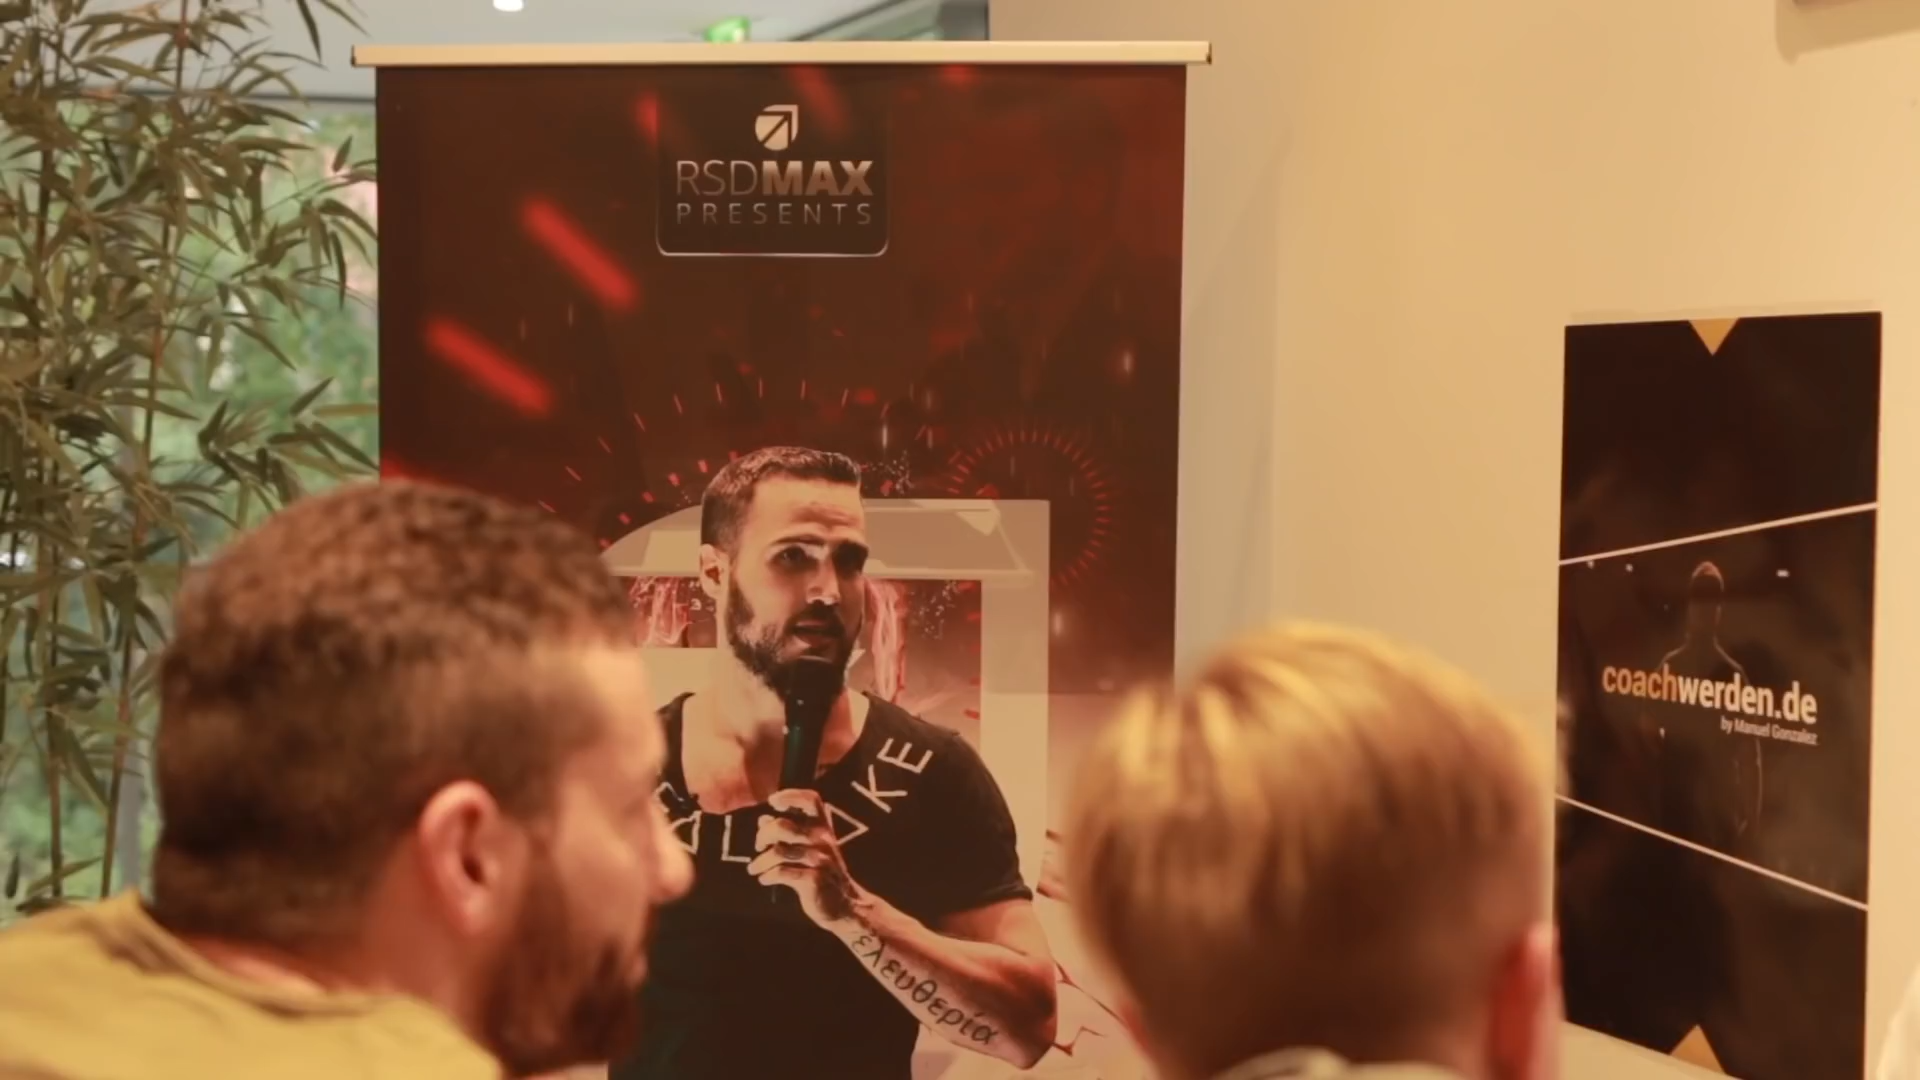 RSDMAX
PRESENTS
ελευθερία
coachwerden.de
by Manuel Gonzalez